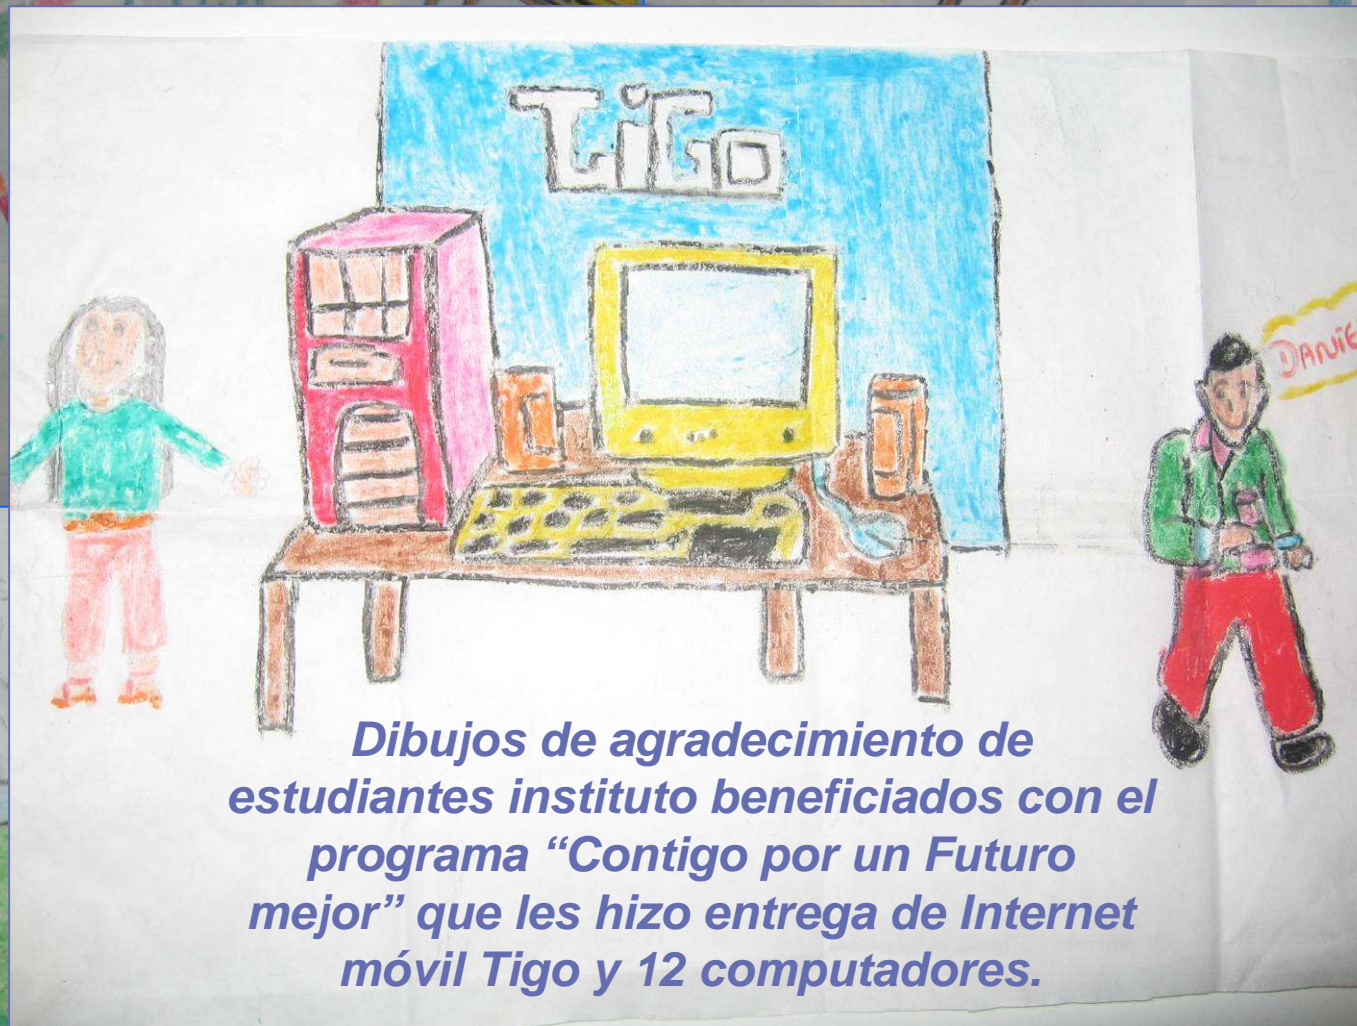 TiGo
DANIE
Dibujos de agradecimiento de
estudiantes instituto beneficiados con el
programa “Contigo por un Futuro
mejor” que les hizo entrega de Internet
móvil Tigo y 12 computadores.